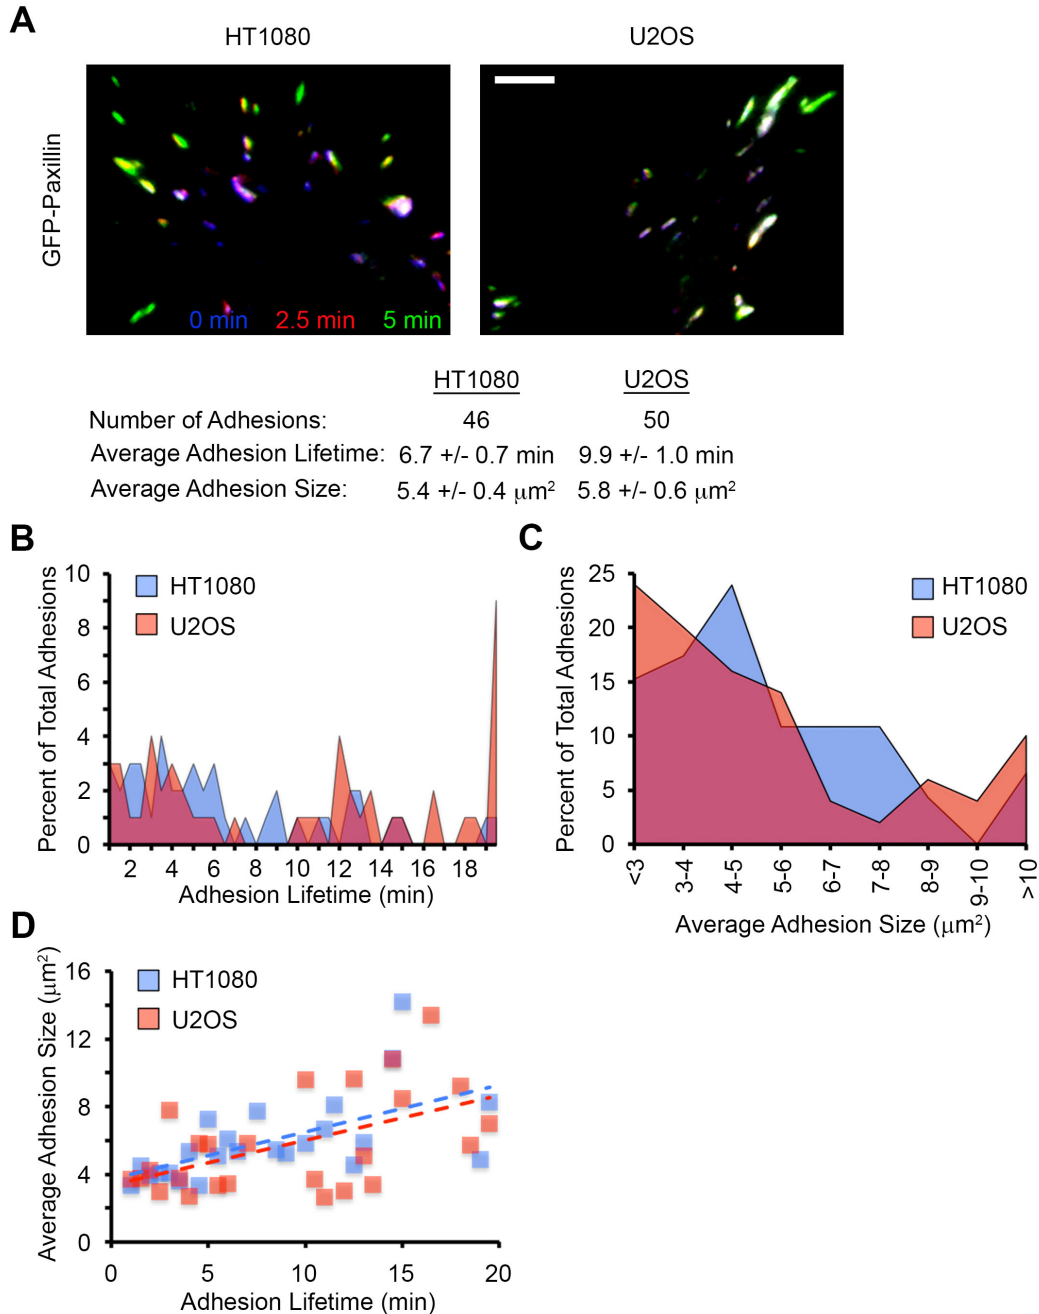 A
HT1080 U2OS
GFP-Paxillin
0 min 2.5 min 5 min
HT1080 U2OS
Number of Adhesions: 46 50
Average Adhesion Lifetime: 6.7 +/- 0.7 min 9.9 +/- 1.0 min
Average Adhesion Size: 5.4 +/- 0.4 μm² 5.8 +/- 0.6 μm²
B
Percent of Total Adhesions
10
8
6
4
2
0
HT1080
U2OS
2 4 6 8 10 12 14 16 18
Adhesion Lifetime (min)
C
Percent of Total Adhesions
25
20
15
10
5
0
HT1080
U2OS
<3 3-4 4-5 5-6 6-7 7-8 8-9 9-10 >10
Average Adhesion Size (μm²)
D
Average Adhesion Size (μm²)
16
12
8
4
0
HT1080
U2OS
0 5 10 15 20
Adhesion Lifetime (min)